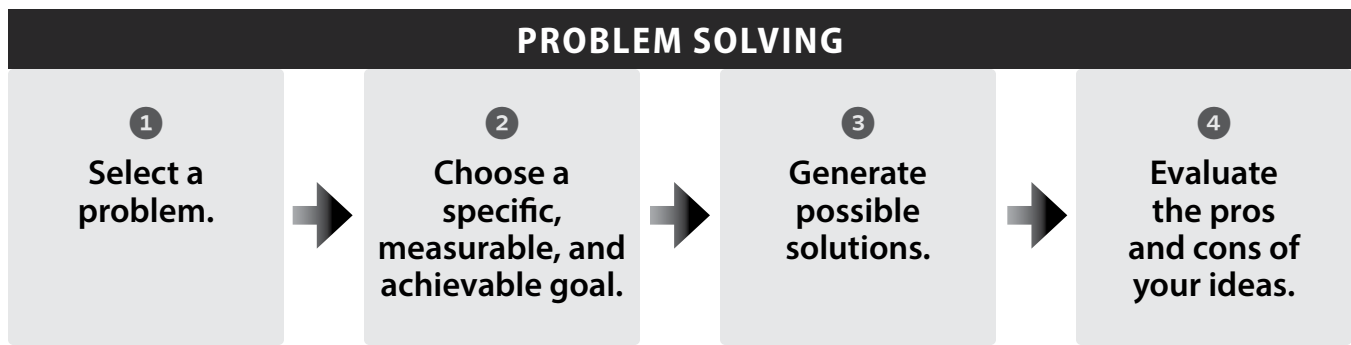 PROBLEM SOLVING
1
Select a
problem.
2
Choose a
specific,
measurable, and
achievable goal.
3
Generate
possible
solutions.
4
Evaluate
the pros
and cons of
your ideas.